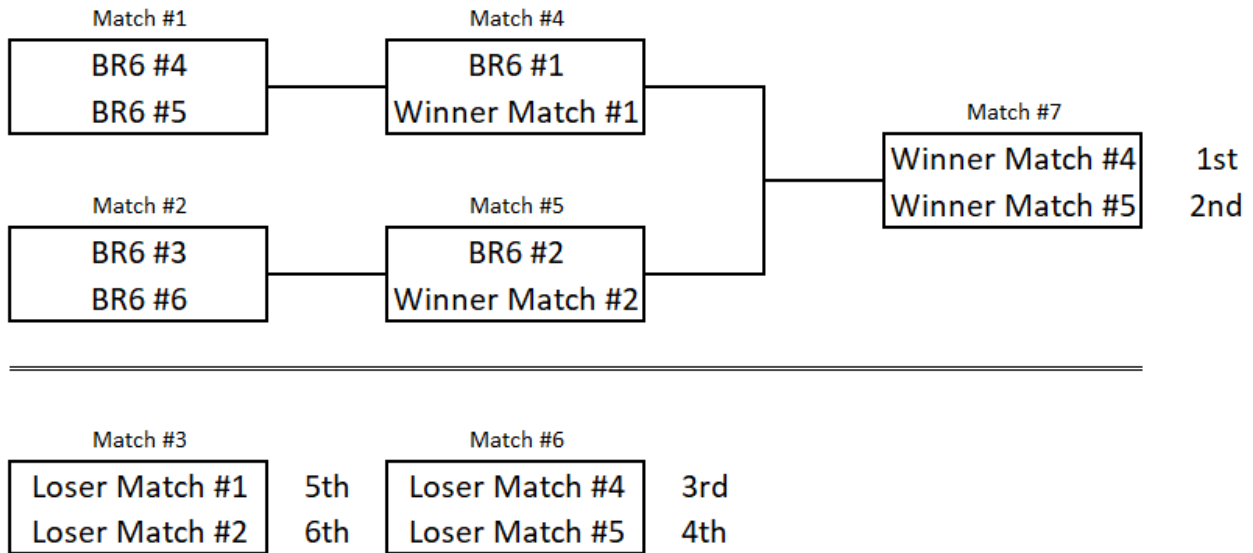 Match #1
BR6 #4
BR6 #5
Match #4
BR6 #1
Winner Match #1
Match #7
Winner Match #4 1st
Winner Match #5 2nd
Match #2
BR6 #3
BR6 #6
Match #5
BR6 #2
Winner Match #2
Match #3
Loser Match #1 5th
Loser Match #2 6th
Match #6
Loser Match #4 3rd
Loser Match #5 4th